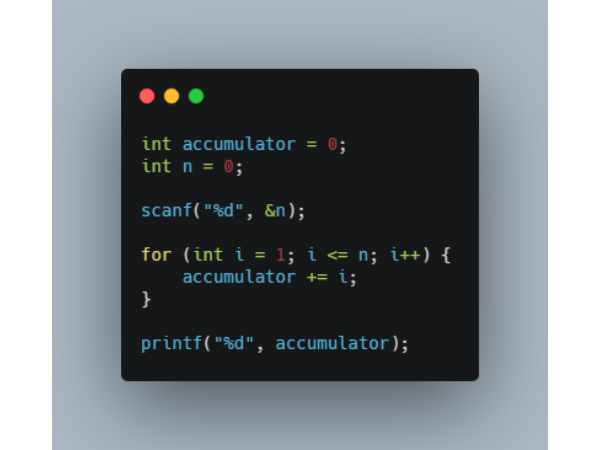 int accumulator = 0;
int n = 0;

scanf("%d", &n);

for (int i = 1; i <= n; i++) {
    accumulator += i;
}

printf("%d", accumulator);